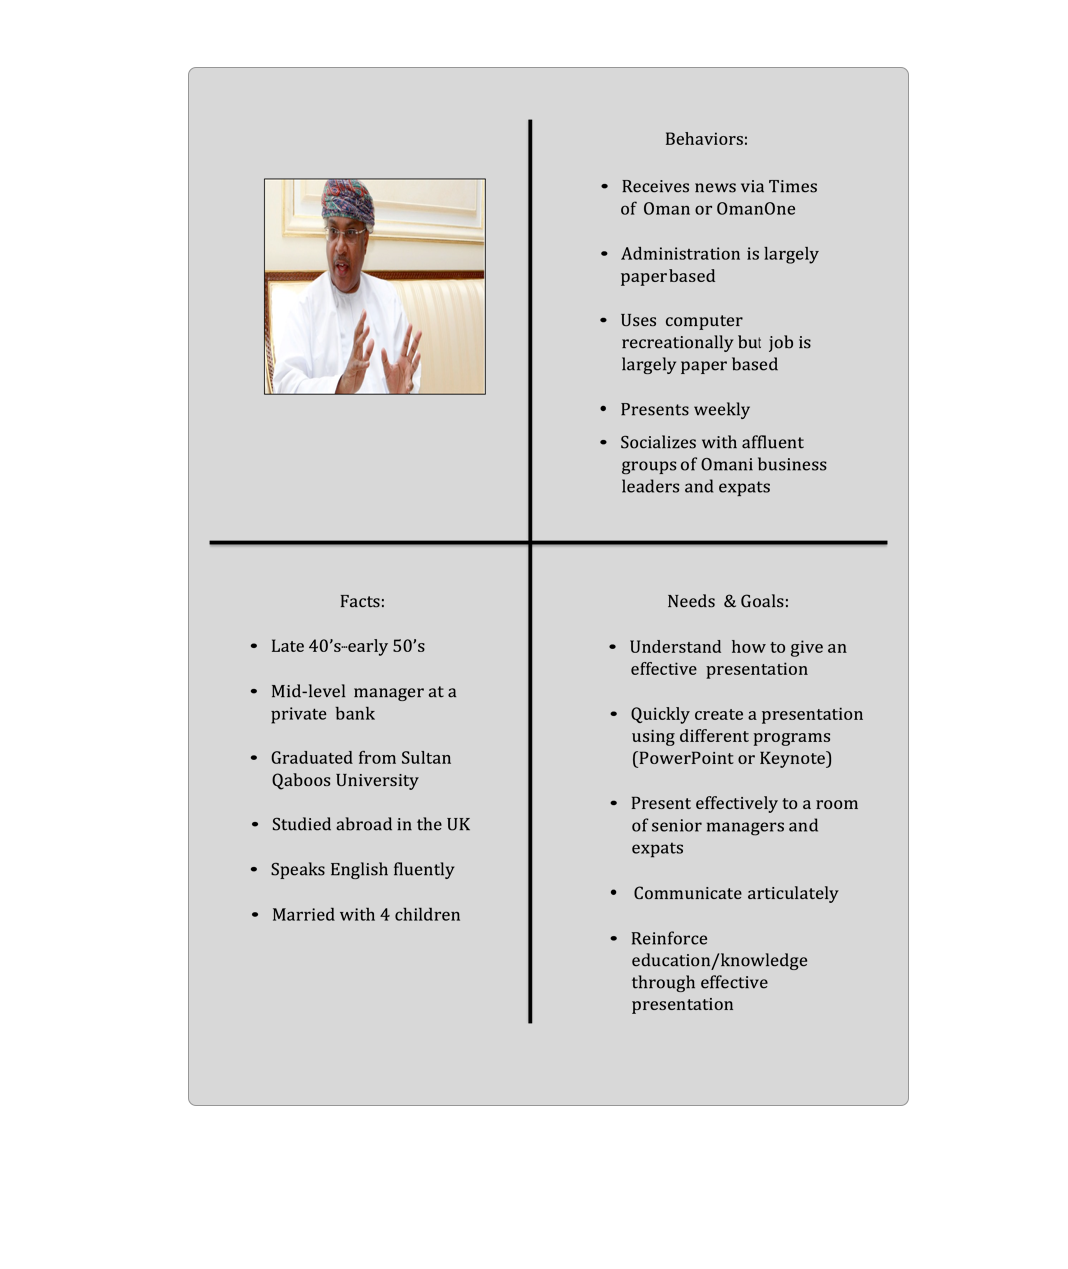 Behaviors:
• Receives news via Times
of Oman or OmanOne
• Administration is largely
paper based
• Uses computer
recreationally but job is
largely paper based
• Presents weekly
• Socializes with affluent
groups of Omani business
leaders and expats
Facts:
• Late 40’s-early 50’s
• Mid-level manager at a
private bank
• Graduated from Sultan
Qaboos University
• Studied abroad in the UK
• Speaks English fluently
• Married with 4 children
Needs & Goals:
• Understand how to give an
effective presentation
• Quickly create a presentation
using different programs
(PowerPoint or Keynote)
• Present effectively to a room
of senior managers and
expats
• Communicate articulately
• Reinforce
education/knowledge
through effective
presentation